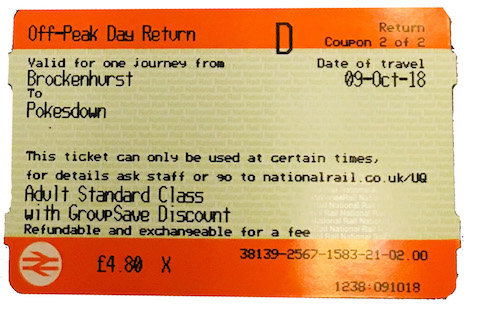 Off-Peak Day Return
D
Return
Coupon 2 of 2
Valid for one journey from
Date of travel
Brockenhurst
09-Oct-18
To
Pokesdown
This ticket can only be used at certain times,
for details ask staff or go to nationalrail.co.uk/UQ
Adult Standard Class
with GroupSave Discount
Refundable and exchangeable for a fee
£4.80 X
38139-2567-1583-21-02.00
1238:091018